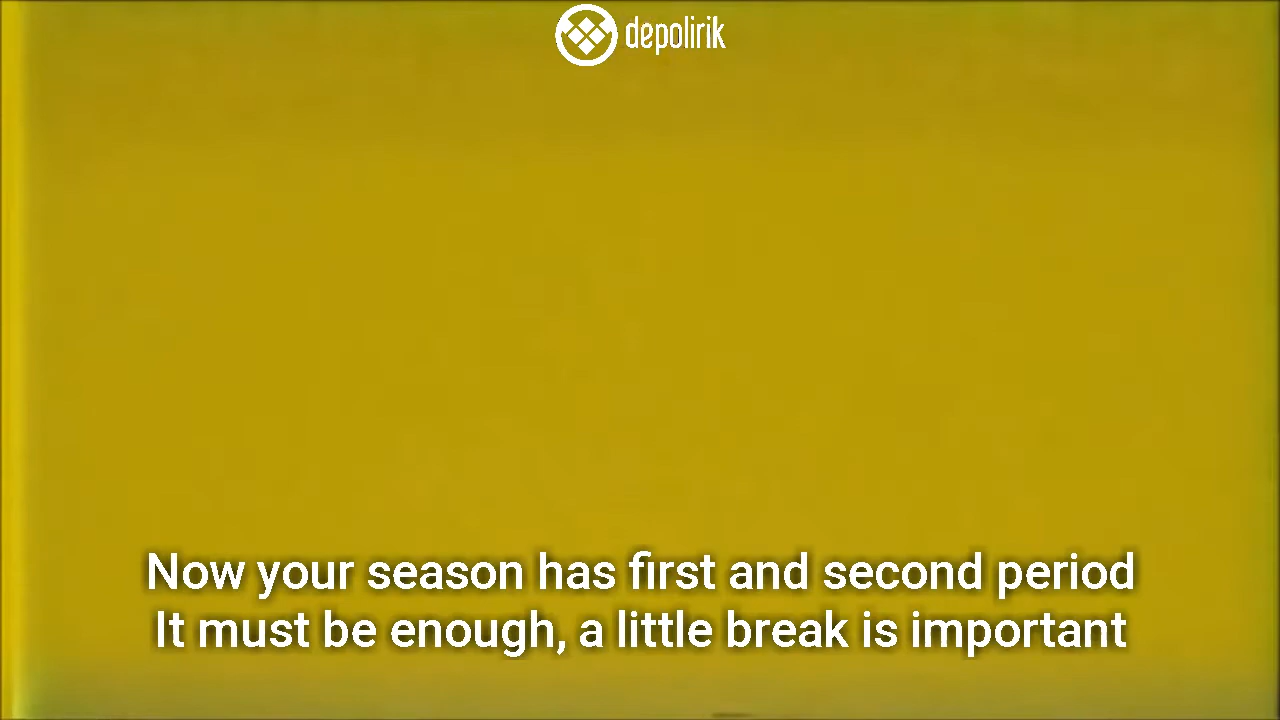 depolirik
Now your season has first and second period
It must be enough, a little break is important